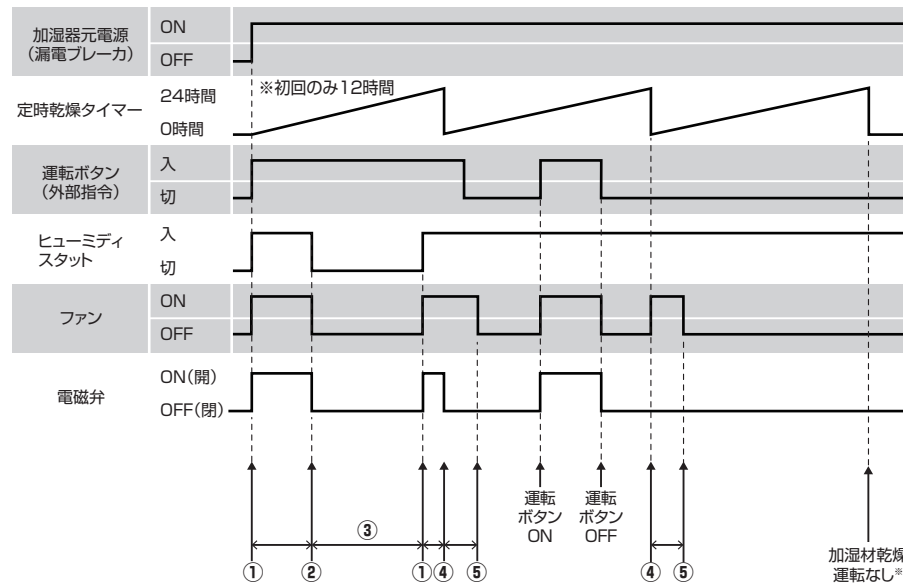 加湿器元電源
(漏電ブレーカ)
ON
OFF
定時乾燥タイマー
24時間
0時間
※初回のみ12時間
運転ボタン
(外部指令)
入
切
ヒューミディ
スタット
入
切
ファン
ON
OFF
電磁弁
ON(開)
OFF(閉)
③
運転
ボタン
ON
運転
ボタン
OFF
① ② ① ④ ⑤ ④ ⑤
加湿材乾燥
運転なし※